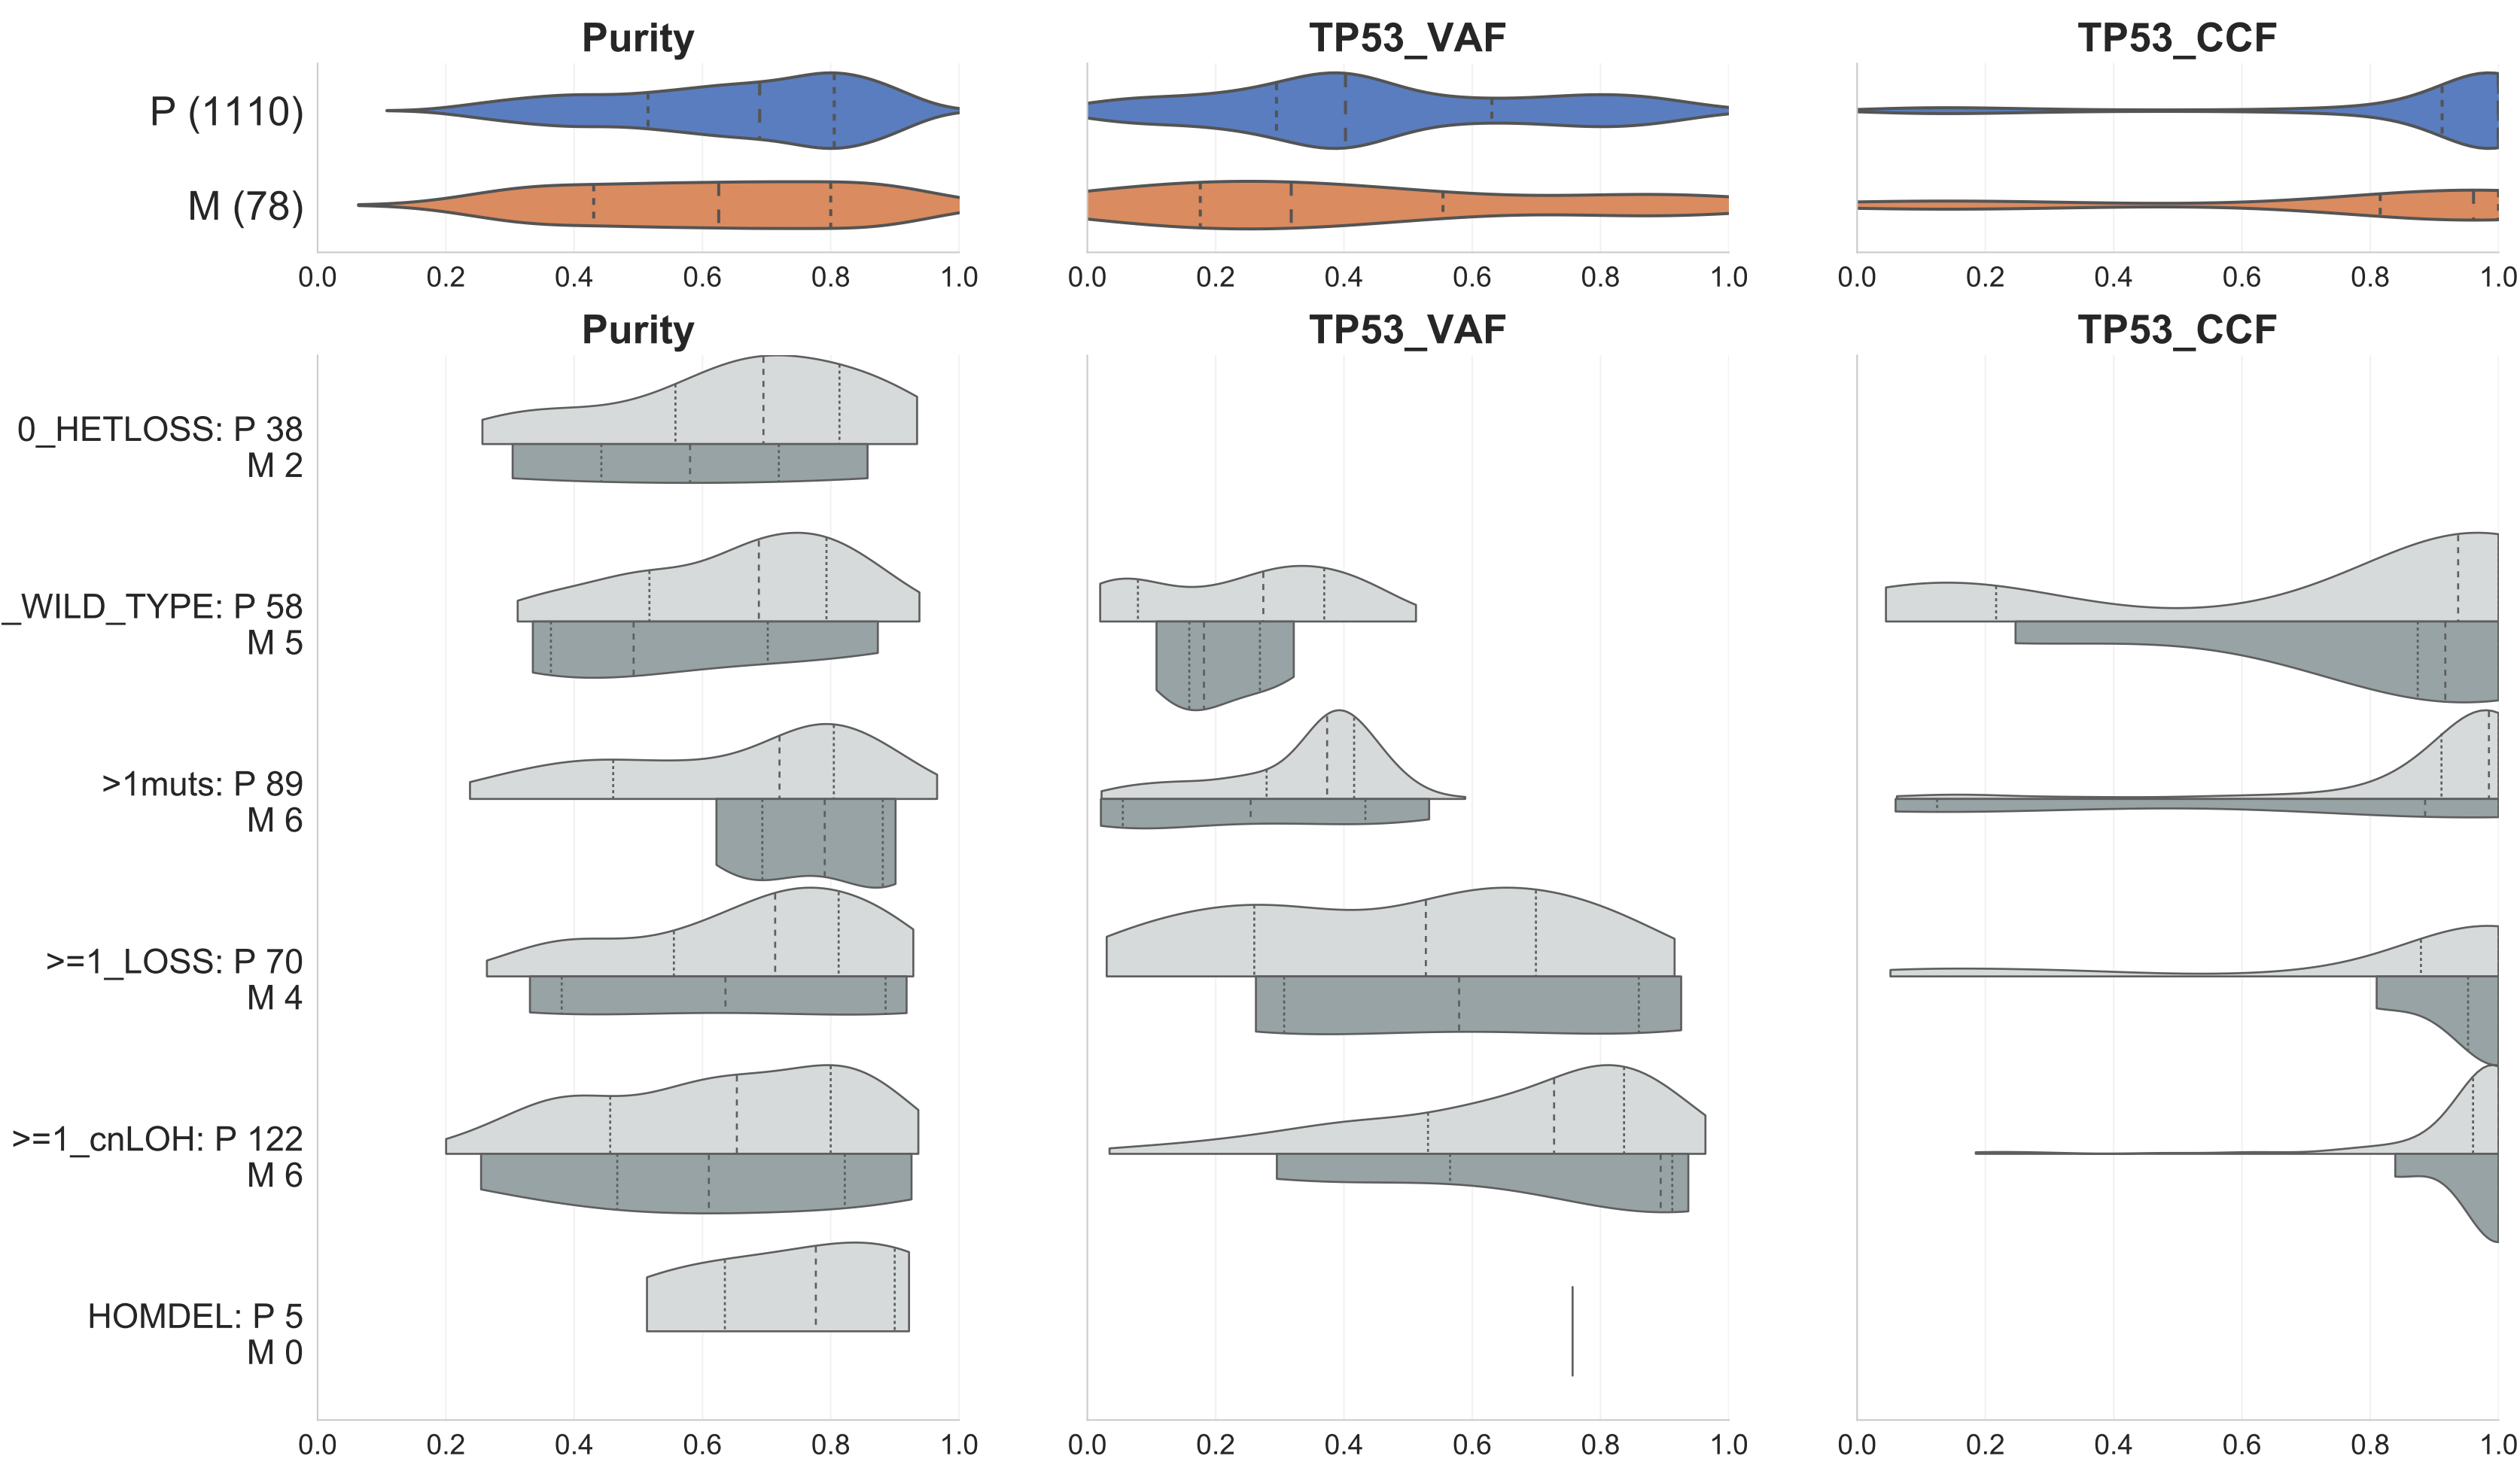 Purity TP53_VAF TP53_CCF
P (1110)
M (78)
0.0 0.2 0.4 0.6 0.8 1.0 0.0 0.2 0.4 0.6 0.8 1.0 0.0 0.2 0.4 0.6 0.8 1.0
Purity TP53_VAF TP53_CCF
0_HETLOSS: P 38
M 2
_WILD_TYPE: P 58
M 5
>1muts: P 89
M 6
>=1_LOSS: P 70
M 4
>=1_cnLOH: P 122
M 6
HOMDEL: P 5
M 0
0.0 0.2 0.4 0.6 0.8 1.0 0.0 0.2 0.4 0.6 0.8 1.0 0.0 0.2 0.4 0.6 0.8 1.0